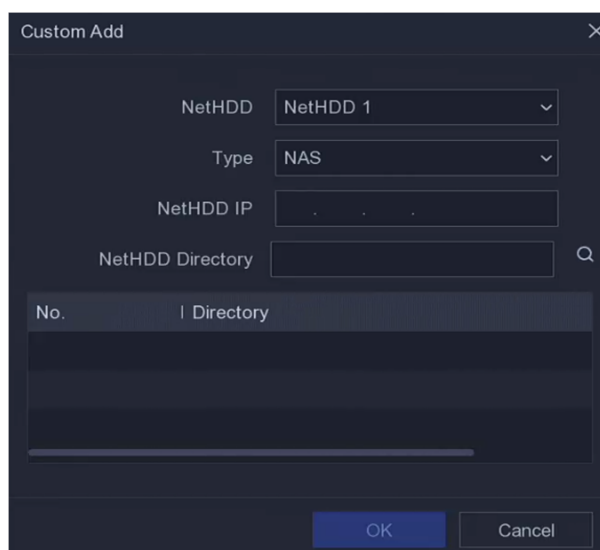 Custom Add
NetHDD NetHDD 1
Type NAS
NetHDD IP . . .
NetHDD Directory
No. Directory
OK Cancel